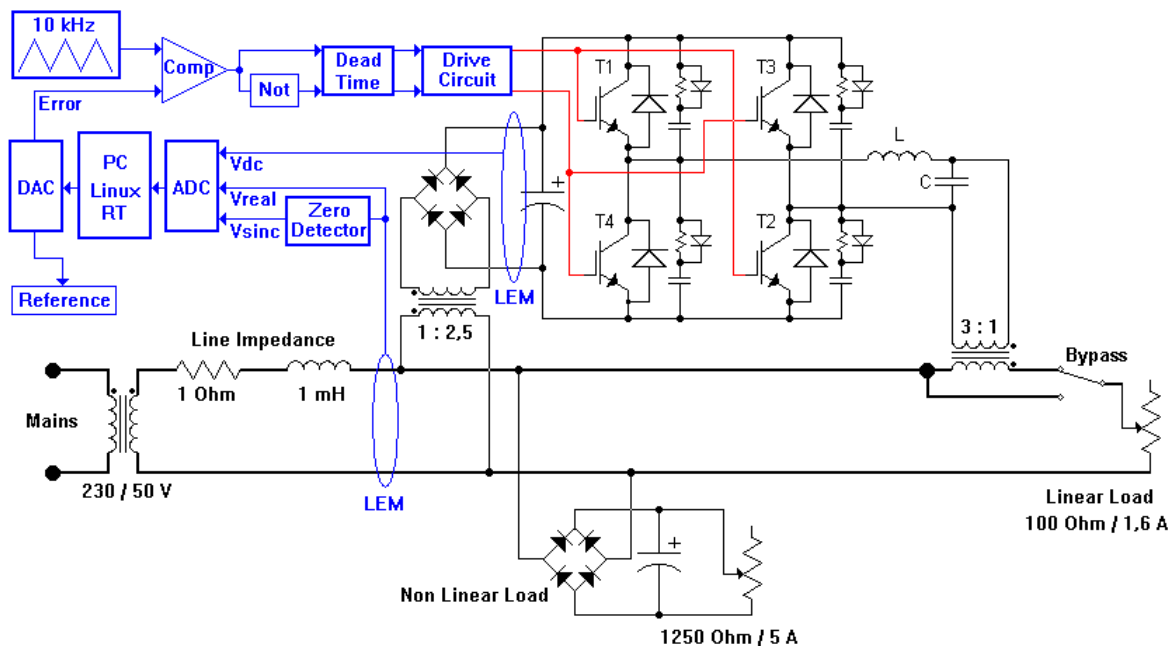 10 kHz
Comp
Not
Dead
Time
Drive
Circuit
T1
T3
Error
DAC
PC
Linux
RT
ADC
Vdc
Vreal
Vsinc
Zero
Detector
+
L
C
T4
T2
Reference
LEM
1 : 2,5
3 : 1
Line Impedance
Bypass
1 Ohm
1 mH
Mains
230 / 50 V
LEM
Linear Load
100 Ohm / 1,6 A
+
Non Linear Load
1250 Ohm / 5 A